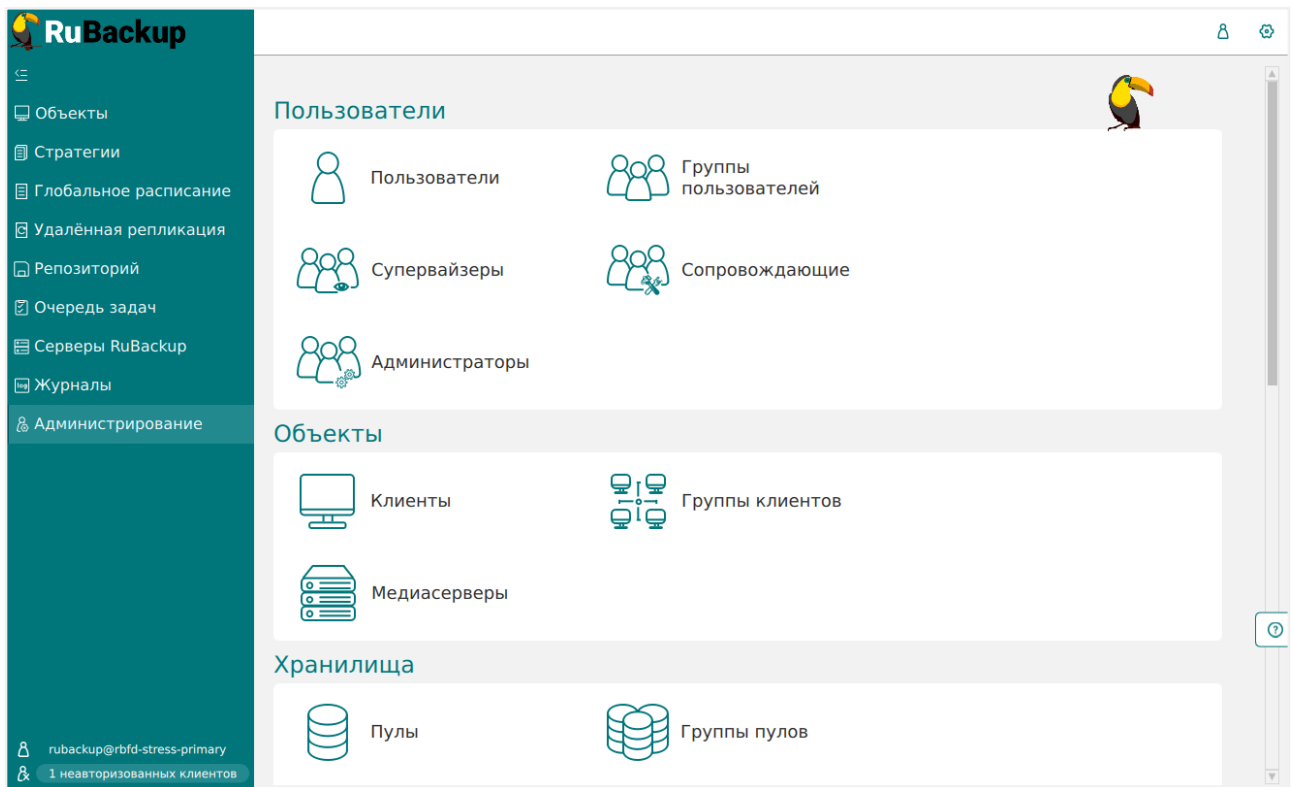 RuBackup
Объекты
Стратегии
Глобальное расписание
Удалённая репликация
Репозиторий
Очередь задач
Серверы RuBackup
Журналы
Администрирование
rubackup@rbfd-stress-primary
1 неавторизованных клиентов
Пользователи
Пользователи
Группы
пользователей
Супервайзеры
Сопровождающие
Администраторы
Объекты
Клиенты
Группы клиентов
Медиасерверы
Хранилища
Пулы
Группы пулов